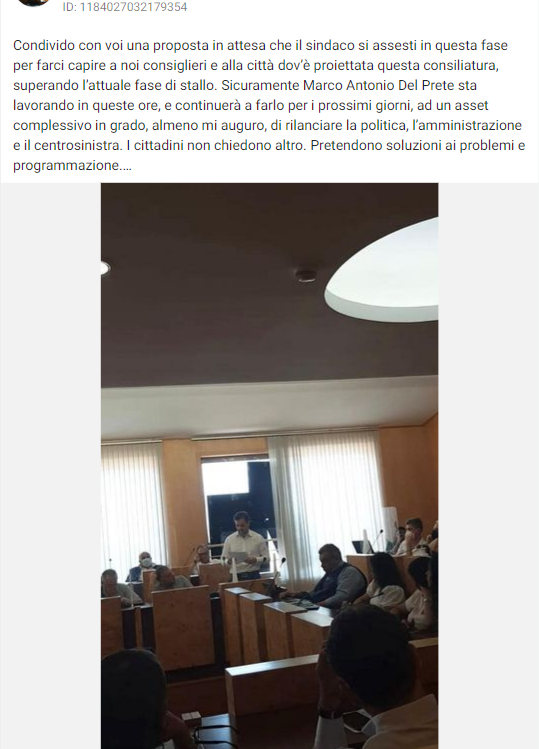 ID: 1184027032179354
Condivido con voi una proposta in attesa che il sindaco si assesti in questa fase
per farci capire a noi consiglieri e alla città dov’è proiettata questa consiliatura,
superando l’attuale fase di stallo. Sicuramente Marco Antonio Del Prete sta
lavorando in queste ore, e continuerà a farlo per i prossimi giorni, ad un asset
complessivo in grado, almeno mi auguro, di rilanciare la politica, l’amministrazione
e il centrosinistra. I cittadini non chiedono altro. Pretendono soluzioni ai problemi e
programmazione....